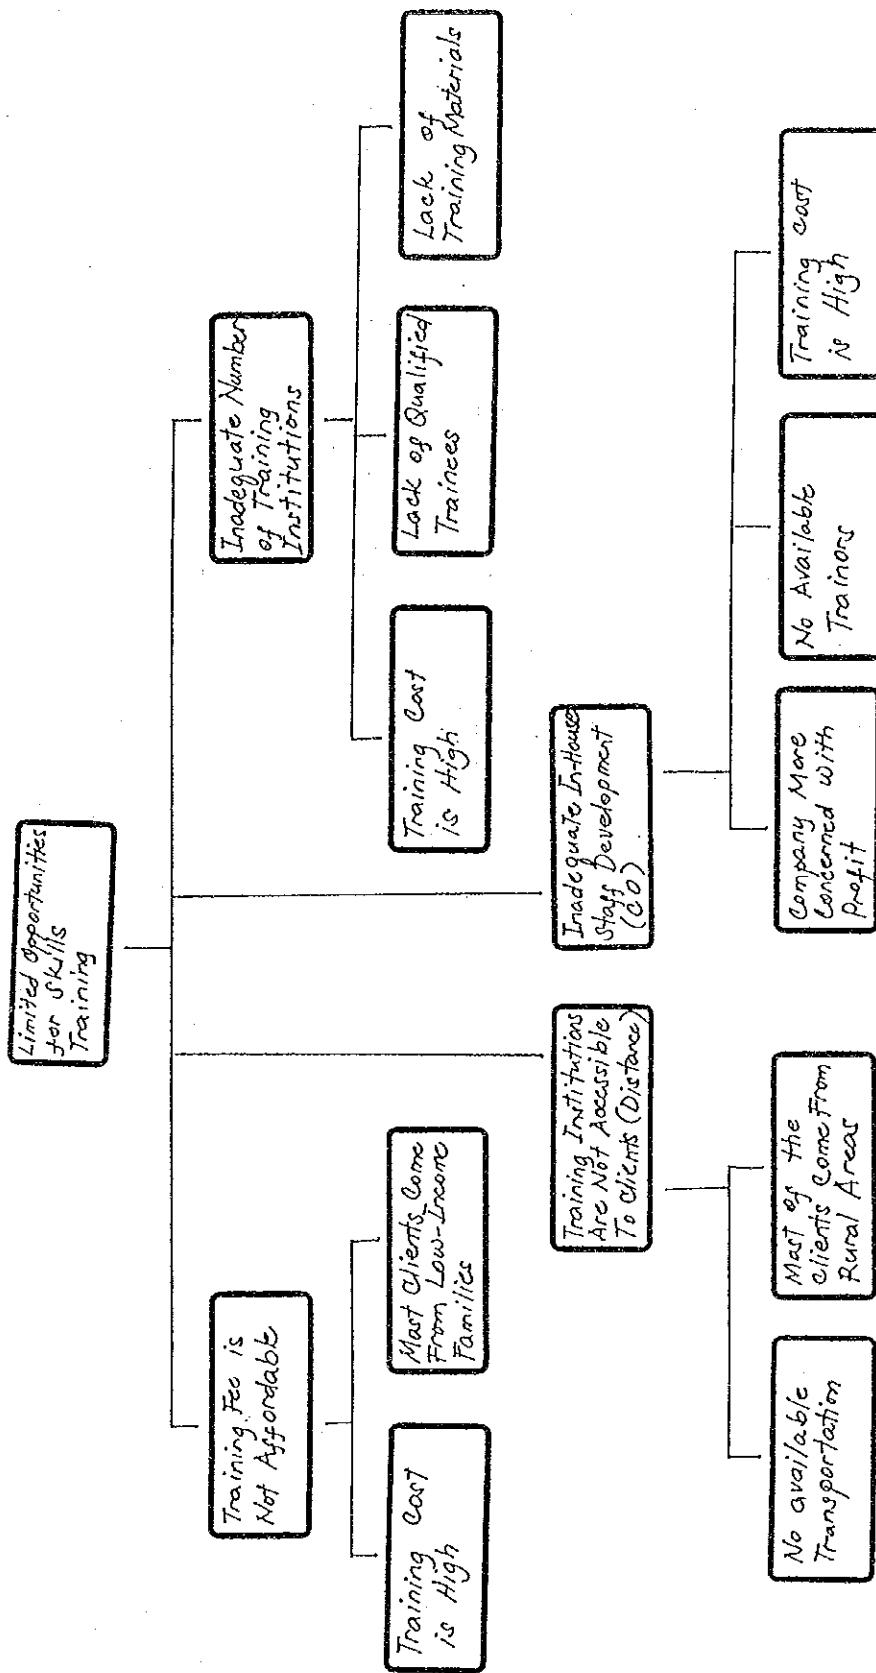 Limited Opportunities
for Skills
Training
Training Fee is
Not Affordable
Inadequate Number
of Training
Institutions
Training Cost
is High
Mast Clients Come
From Low-Income
Families
Training Cost
is High
Lack of Qualified
Trainees
Lack of
Training Materials
Training Institutions
Are Not Accessible
To Clients (Distance)
Inadequate In-House
Staff Development
(CO)
No available
Transportation
Mast of the
Clients Come From
Rural Areas
Company More
Concerned With
Profit
No Available
Trainors
Training Cost
is High